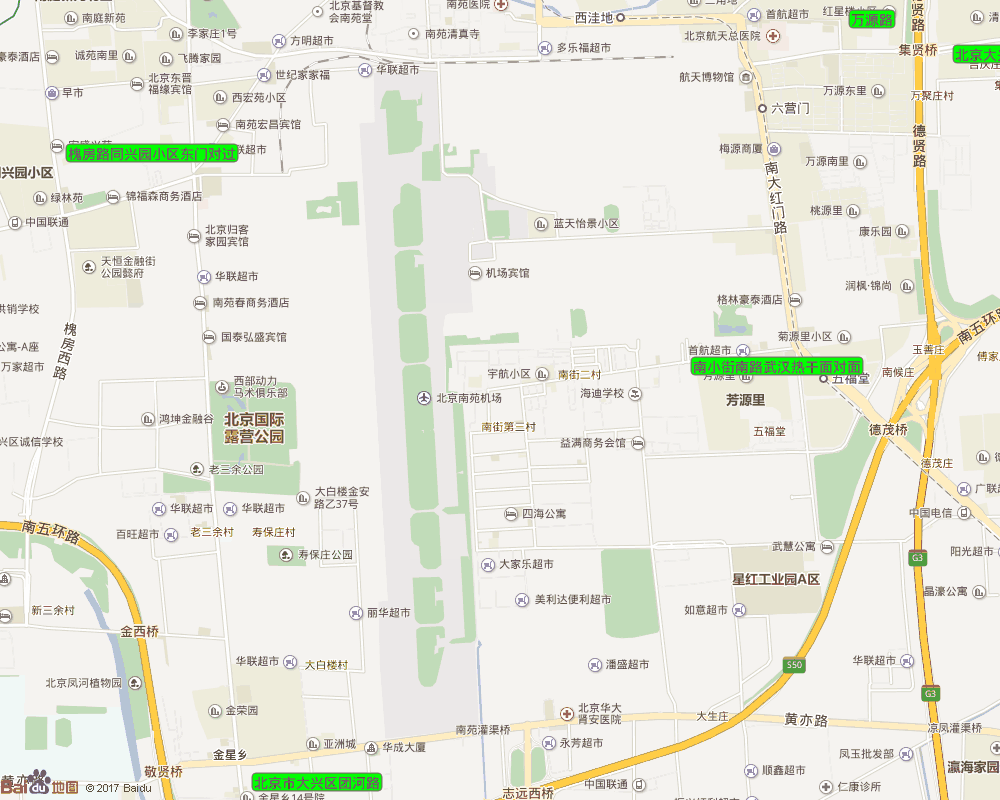 北京基督教
会南苑堂
南苑医院
西洼地
首航超市
红星楼
万源路
南庭新苑
李家庄1号
方明超市
南苑清真寺
多乐福超市
北京航天总医院
集贤桥
北京大
诚苑南里
飞腾家园
华联超市
世纪家家福
航天博物馆
早市
北京东晋
福缘宾馆
西宏苑小区
万源东里
万聚庄村
六营门
南苑宏昌宾馆
德贤路
槐房路同兴园小区东门对过
联超市
梅源商厦
万源南里
兴园小区
绿林苑
锦福森商务酒店
南大红门路
中国联通
蓝天怡景小区
桃源里
康乐园
北京归客
家园宾馆
天恒金融街
公园懿府
华联超市
机场宾馆
润枫·锦尚
南苑春商务酒店
格林豪泰酒店
供销学校
槐房西路
国泰弘盛宾馆
菊源里小区
南五环路
公寓-A座
万家超市
首航超市
玉善庄
傅家
南小街南路武汉热干面对面
宇航小区
南街二村
南候庄
五福堂
西部动力
马术俱乐部
北京南苑机场
海迪学校
芳源里
鸿坤金融谷
北京国际
露营公园
南街第三村
五福堂
德茂桥
兴区诚信学校
益满商务会馆
老三余公园
德茂庄
大白楼金安
路乙37号
广联超
华联超市
华联超市
四海公寓
中国电信
南五环路
百旺超市
老三余村
寿保庄村
寿保庄公园
武慧公寓
阳光超市
大家乐超市
G3
星红工业园A区
晶濠公寓
新三余村
丽华超市
美利达便利超市
如意超市
金西桥
华联超市
大白楼村
潘盛超市
S50
华联超市
北京凤河植物园
G3
金荣园
北京华大
肾安医院
大生庄
黄亦路
南苑灌渠桥
凉凤灌渠桥
亚洲城
华成大厦
永芳超市
金星乡
凤玉批发部
瀛海家园
敬贤桥
顺鑫超市
黄亦路
Bai du 地图
© 2017 Baidu
北京市大兴区团河路
中国联通
仁康诊所
金星乡14号院
志远西桥